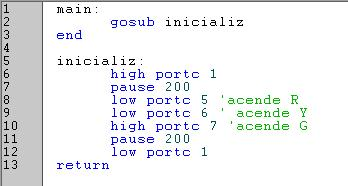 1 main:
2 gosub inicializ
3 end
4
5 inicializ:
6 high portc 1
7 pause 200
8 low portc 5 'acende R
9 low portc 6 ' acende Y
10 high portc 7 'acende G
11 pause 200
12 low portc 1
13 return